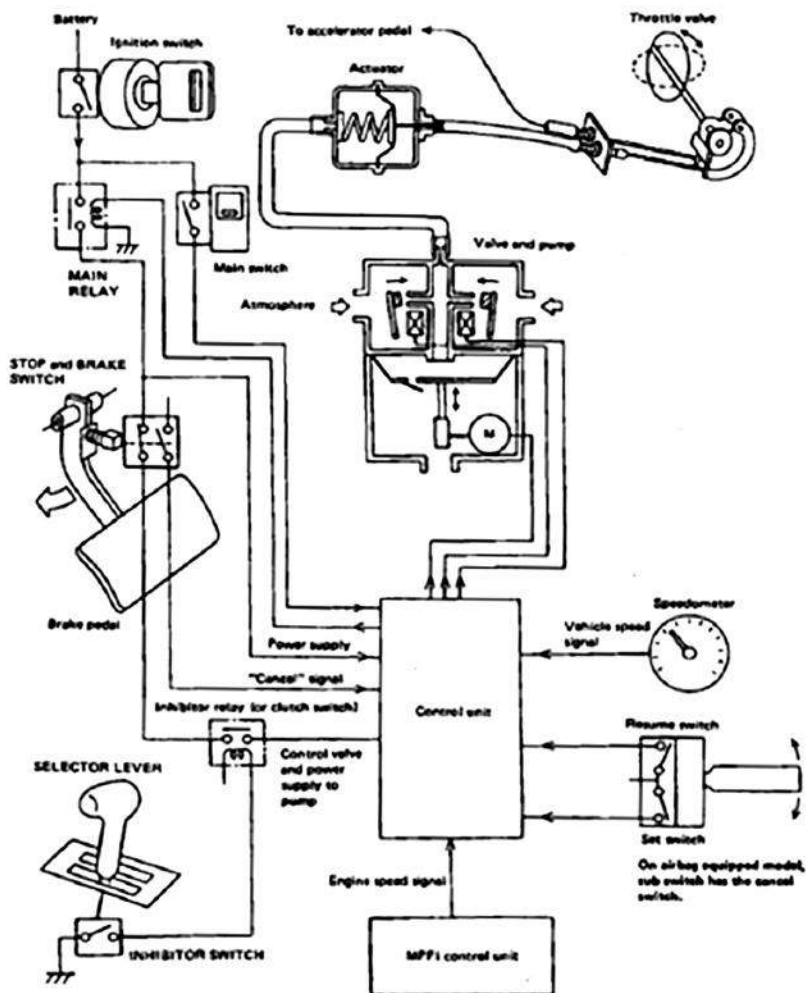 Battery
Ignition switch
To accelerator pedal
Throttle valve
Actuator
Main switch
MAIN
RELAY
Valve and pump
Atmosphere
STOP and BRAKE
SWITCH
Brake pedal
M
Power supply
"Cancel" signal
Inhibitor relay (or clutch switch)
Control valve
and power
supply to
pump
Control unit
Vehicle speed
signal
Speedometer
Resume switch
Set switch
On airbag equipped model,
sub switch has the cancel
switch.
SELECTOR LEVER
INHIBITOR SWITCH
Engine speed signal
MPFI control unit